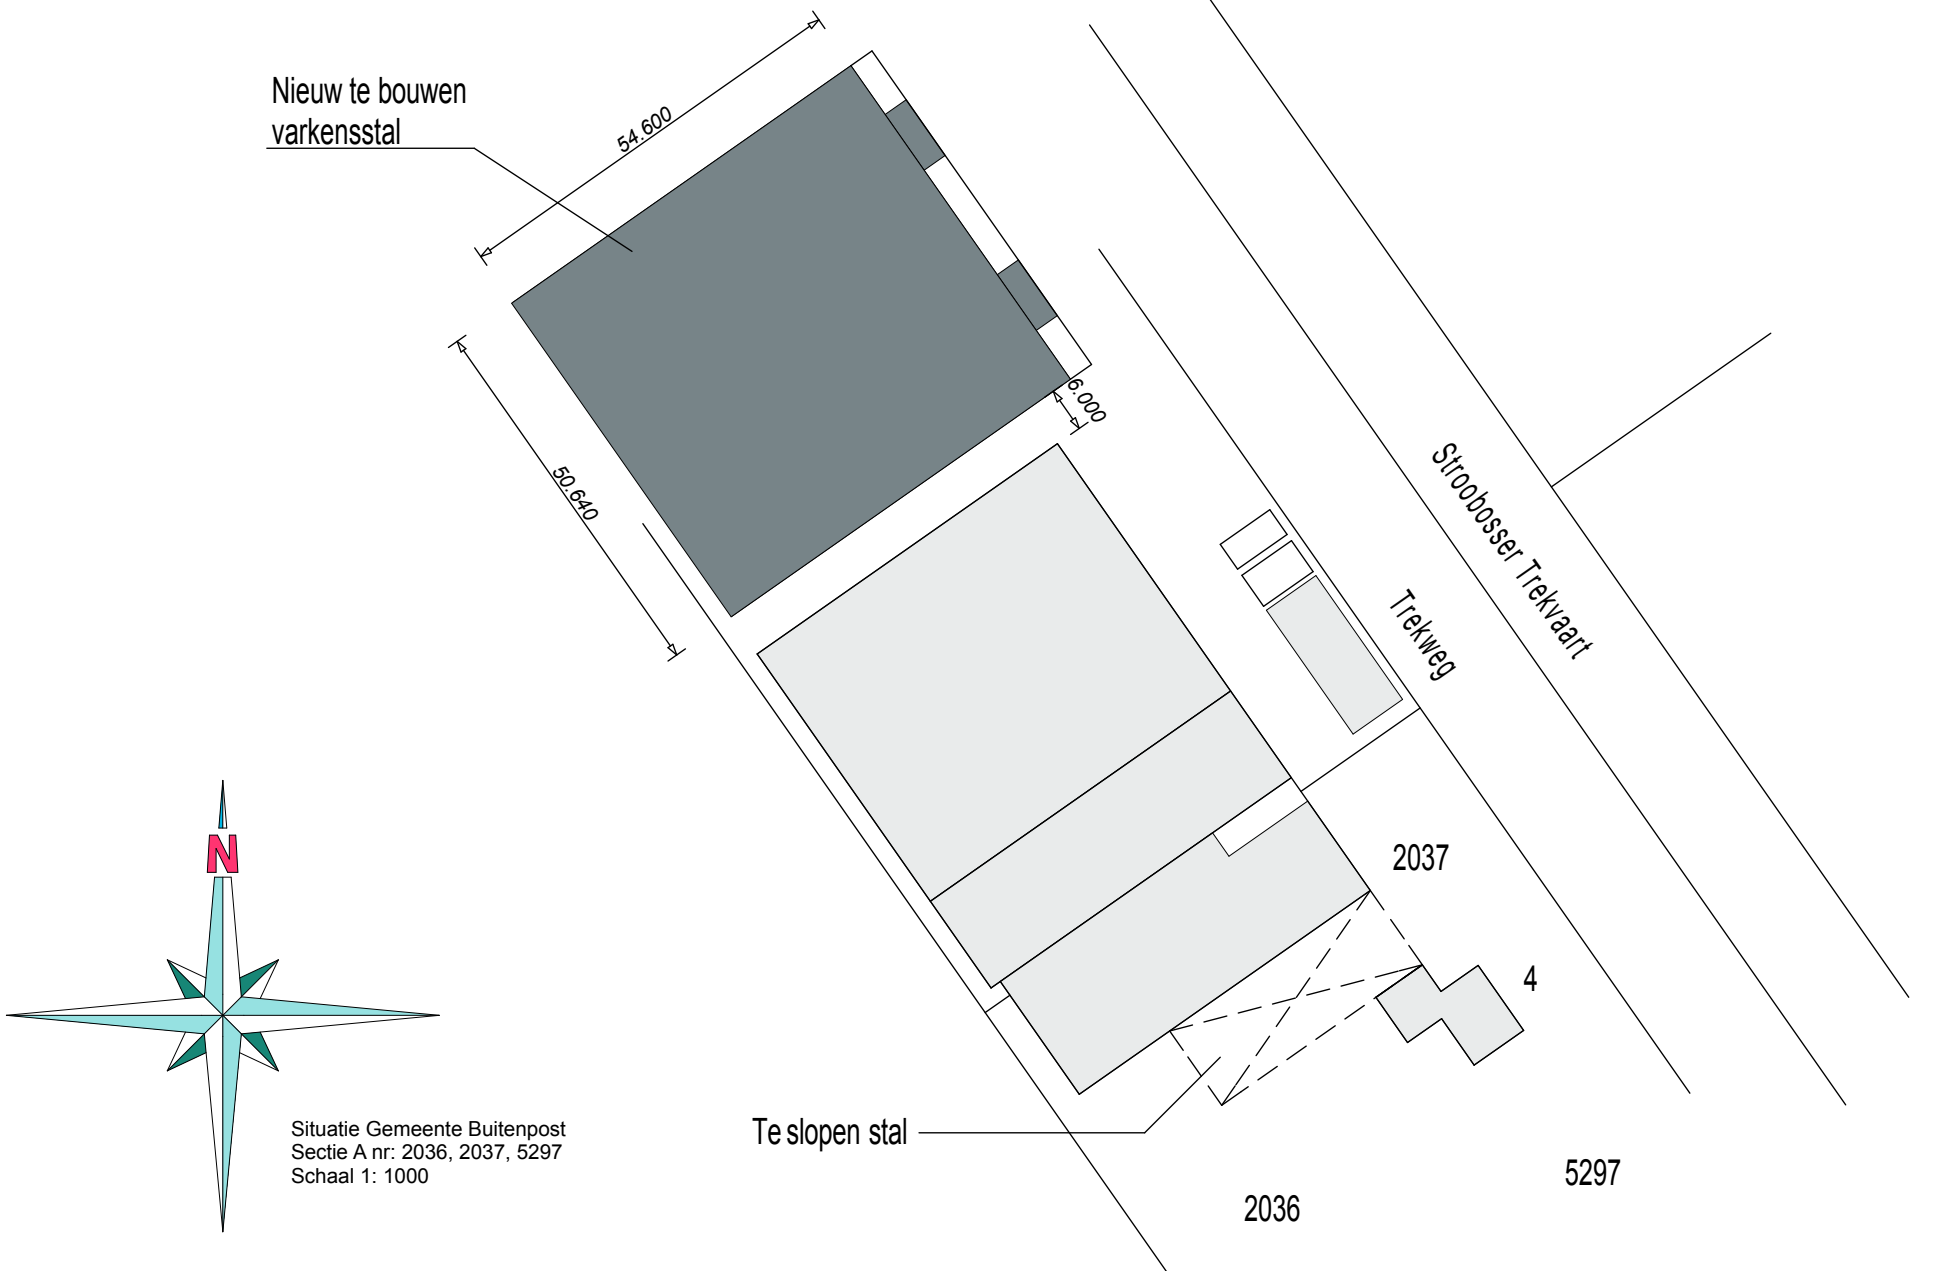 Nieuw te bouwen
varkensstal
54.600
6.000
50.640
Stroobosser Trekvaart
Trekweg
2037
N
4
Situatie Gemeente Buitenpost
Sectie A nr: 2036, 2037, 5297
Schaal 1: 1000
Te slopen stal
5297
2036